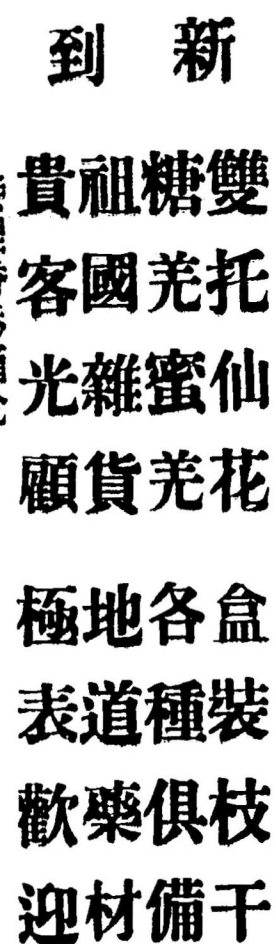 新到
雙托仙花 盒裝枝干
糖羌蜜羌 各種俱備
祖國雜貨 地道藥材
貴客光顧 極表歡迎